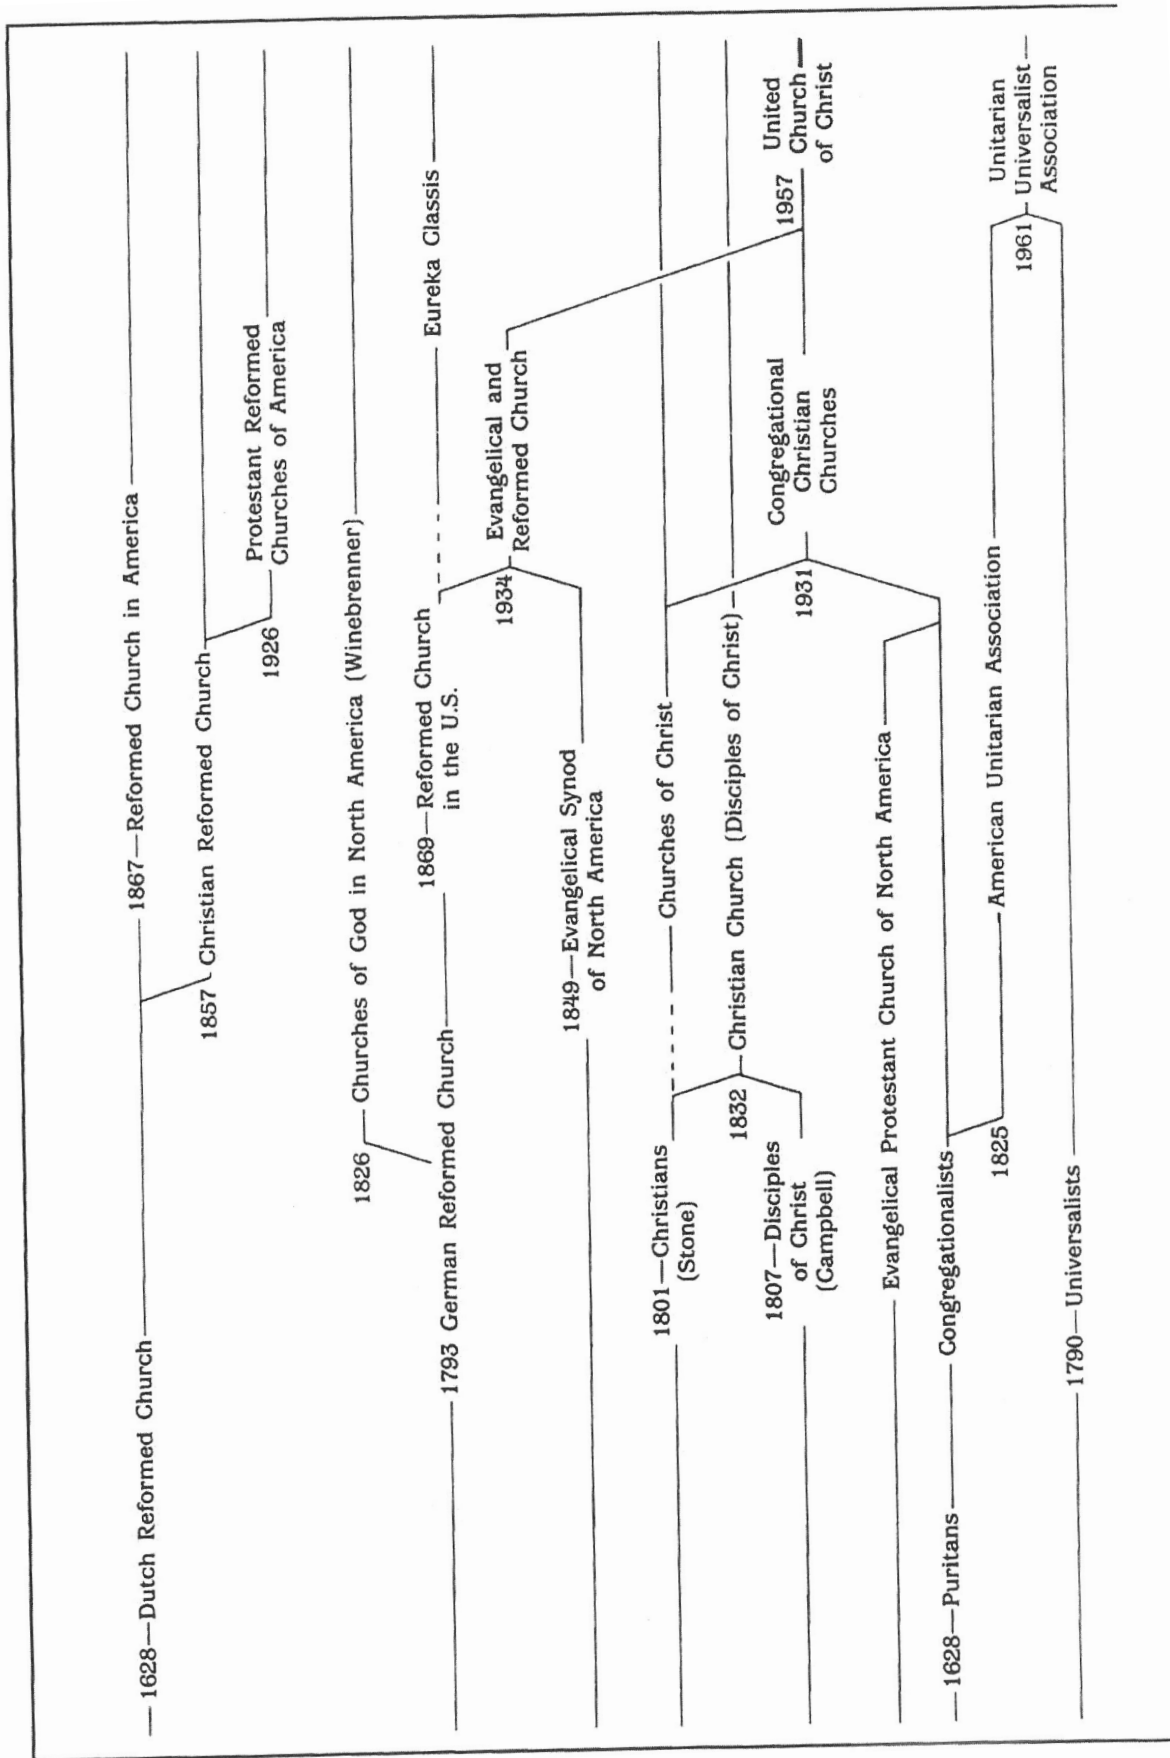 1628—Dutch Reformed Church
1867—Reformed Church in America
1857
Christian Reformed Church
1926
Protestant Reformed
Churches of America
1826
Churches of God in North America (Winebrenner)
1793 German Reformed Church
1869—Reformed Church
in the U.S.
Eureka Classis
1934
Evangelical and
Reformed Church
1849—Evangelical Synod
of North America
1801—Christians
(Stone)
Churches of Christ
1832
Christian Church (Disciples of Christ)
1807—Disciples
of Christ
(Campbell)
1931
Congregational
Christian
Churches
1957
United
Church
of Christ
Evangelical Protestant Church of North America
1628—Puritans
Congregationalists
1825
American Unitarian Association
1961
Unitarian
Universalist
Association
1790—Universalists